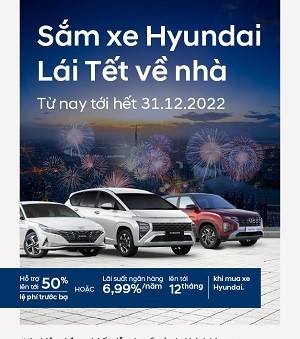 Sắm xe Hyundai
Lái Tết về nhà
Từ nay tới hết 31.12.2022
Hỗ trợ lên tới 50% lệ phí trước bạ
HOẶC
Lãi suất ngân hàng 6,99%/năm
lên tới 12 tháng
khi mua xe Hyundai.